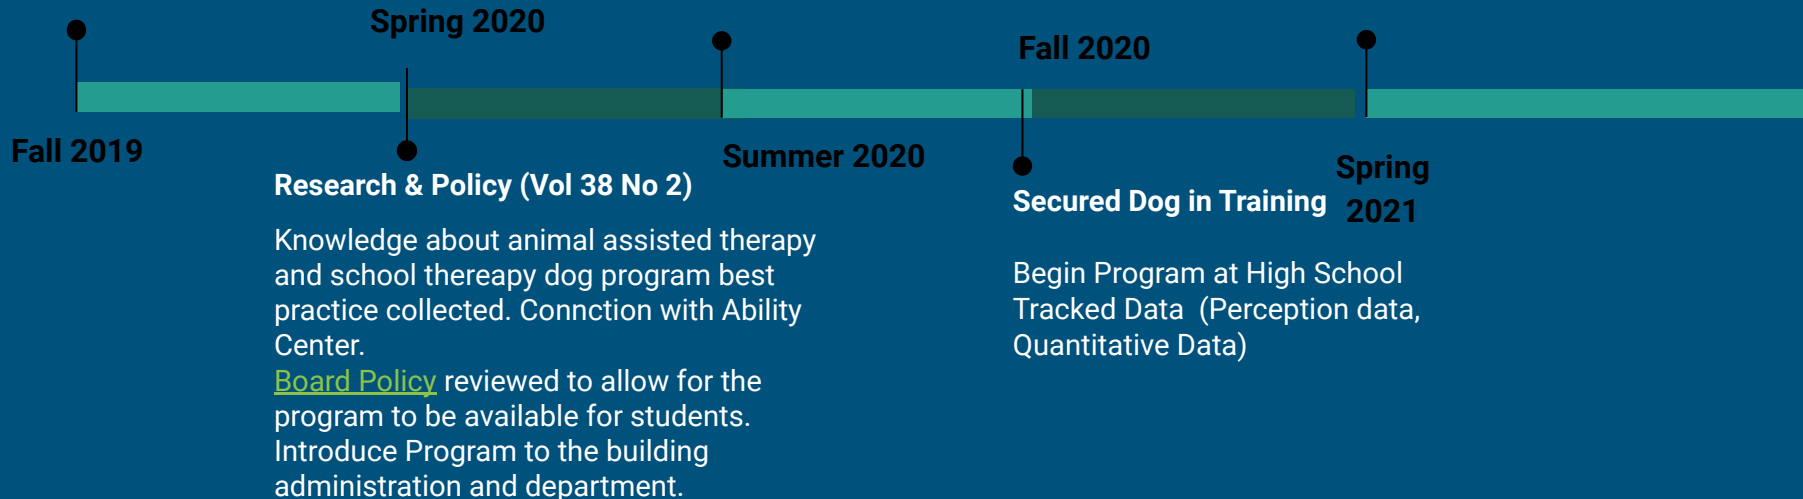 Spring 2020
Fall 2020
Fall 2019
Summer 2020
Spring
2021
Research & Policy (Vol 38 No 2)
Knowledge about animal assisted therapy
and school thereapy dog program best
practice collected. Connction with Ability
Center.
Board Policy reviewed to allow for the
program to be available for students.
Introduce Program to the building
administration and department.
Secured Dog in Training
Begin Program at High School
Tracked Data  (Perception data,
Quantitative Data)